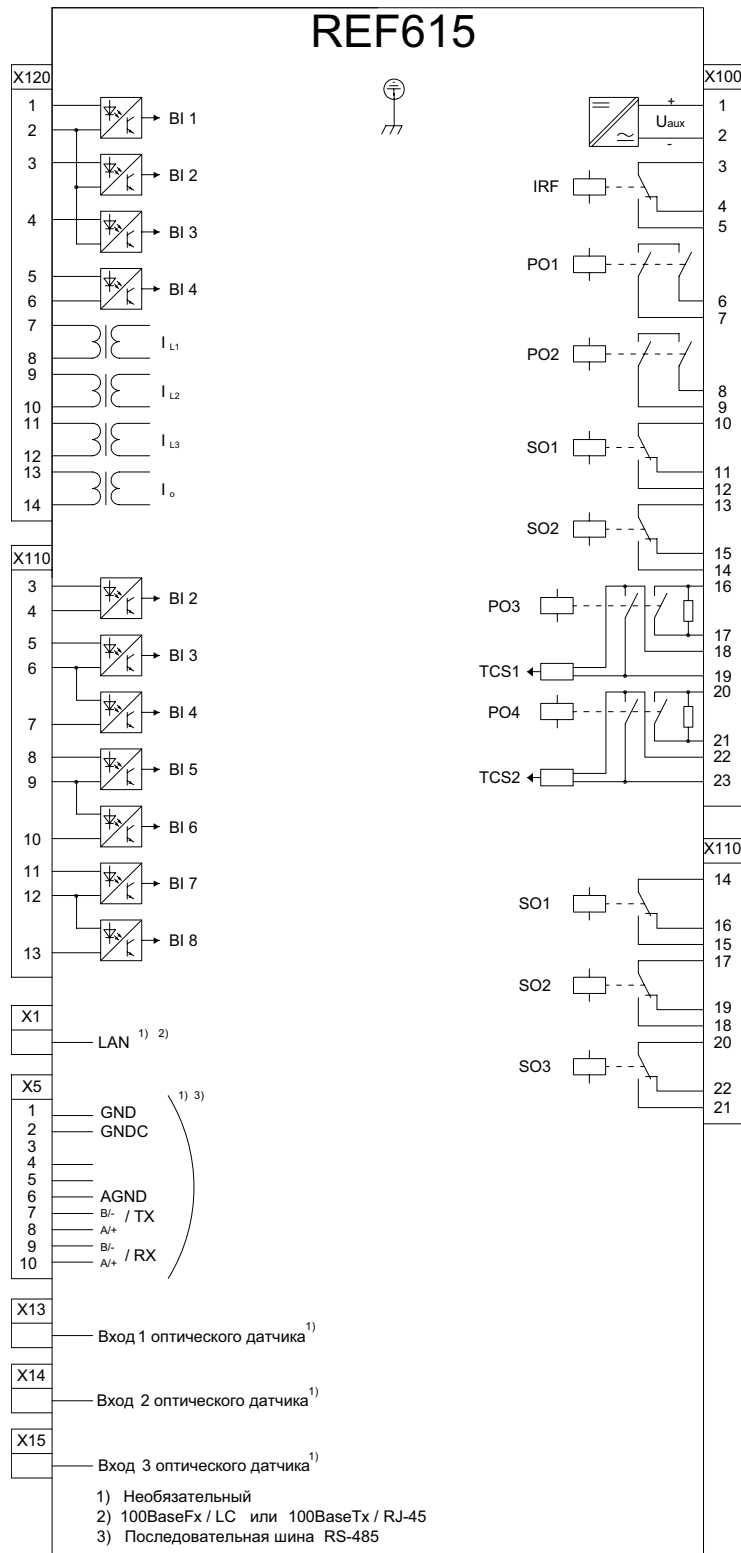 REF615
X120
1
2
3
4
5
6
7
8
9
10
11
12
13
14
BI 1
BI 2
BI 3
BI 4
I L1
I L2
I L3
I o
X110
3
4
5
6
7
8
9
10
11
12
13
BI 2
BI 3
BI 4
BI 5
BI 6
BI 7
BI 8
X1
LAN 1) 2)
X5
1) 3)
1 GND
2 GNDC
3
4
5
6 AGND
7 B/- / TX
8 A/+
9 B/- / RX
10 A/+
X13
Вход 1 оптического датчика 1)
X14
Вход 2 оптического датчика 1)
X15
Вход 3 оптического датчика 1)
1) Необязательный
2) 100BaseFx / LC или 100BaseTx / RJ-45
3) Последовательная шина RS-485
X100
+ 1
Uaux
- 2
3
IRF
4
5
PO1
6
7
PO2
8
9
10
SO1
11
12
13
SO2
15
14
16
PO3
17
18
TCS1
19
20
PO4
21
22
TCS2
23
X110
14
SO1
16
15
17
SO2
19
18
20
SO3
22
21